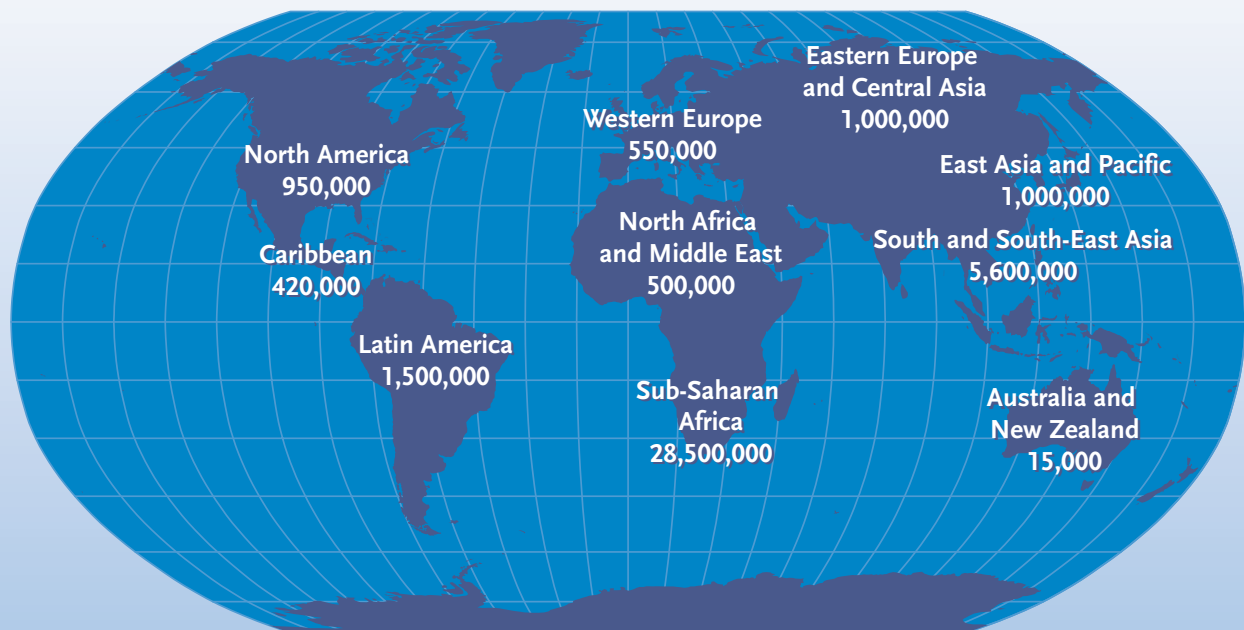 Eastern Europe
and Central Asia
1,000,000
Western Europe
550,000
North America
950,000
East Asia and Pacific
1,000,000
North Africa
and Middle East
500,000
South and South-East Asia
5,600,000
Caribbean
420,000
Latin America
1,500,000
Sub-Saharan
Africa
28,500,000
Australia and
New Zealand
15,000